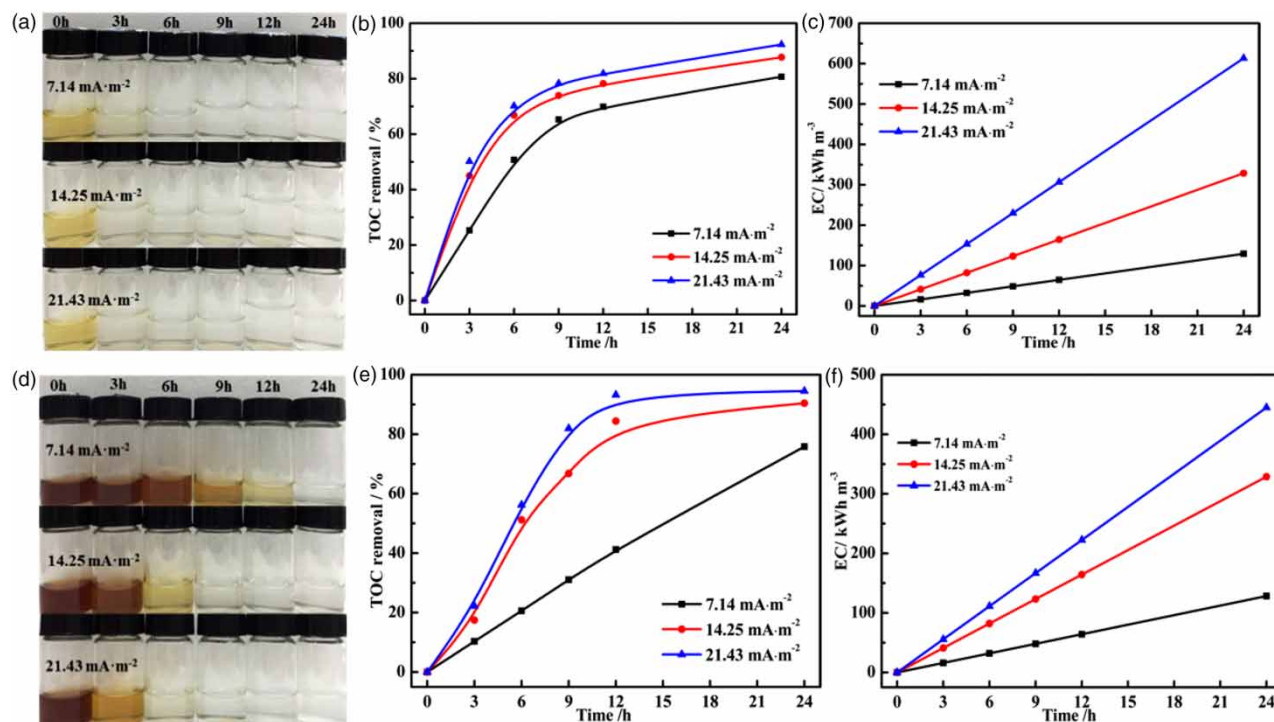 (a)
0h 3h 6h 9h 12h 24h
7.14 mA·m-2
14.25 mA·m-2
21.43 mA·m-2
(b)
100
80
60
40
20
0
TOC removal / %
7.14 mA·m-2
14.25 mA·m-2
21.43 mA·m-2
0 3 6 9 12 15 18 21 24
Time /h
(c)
700
600
500
400
300
200
100
0
EC/ kWh m-3
7.14 mA·m-2
14.25 mA·m-2
21.43 mA·m-2
0 3 6 9 12 15 18 21 24
Time /h
(d)
0h 3h 6h 9h 12h 24h
7.14 mA·m-2
14.25 mA·m-2
21.43 mA·m-2
(e)
100
80
60
40
20
0
TOC removal / %
7.14 mA·m-2
14.25 mA·m-2
21.43 mA·m-2
0 3 6 9 12 15 18 21 24
Time /h
(f)
500
400
300
200
100
0
EC/ kWh m-3
7.14 mA·m-2
14.25 mA·m-2
21.43 mA·m-2
0 3 6 9 12 15 18 21 24
Time /h